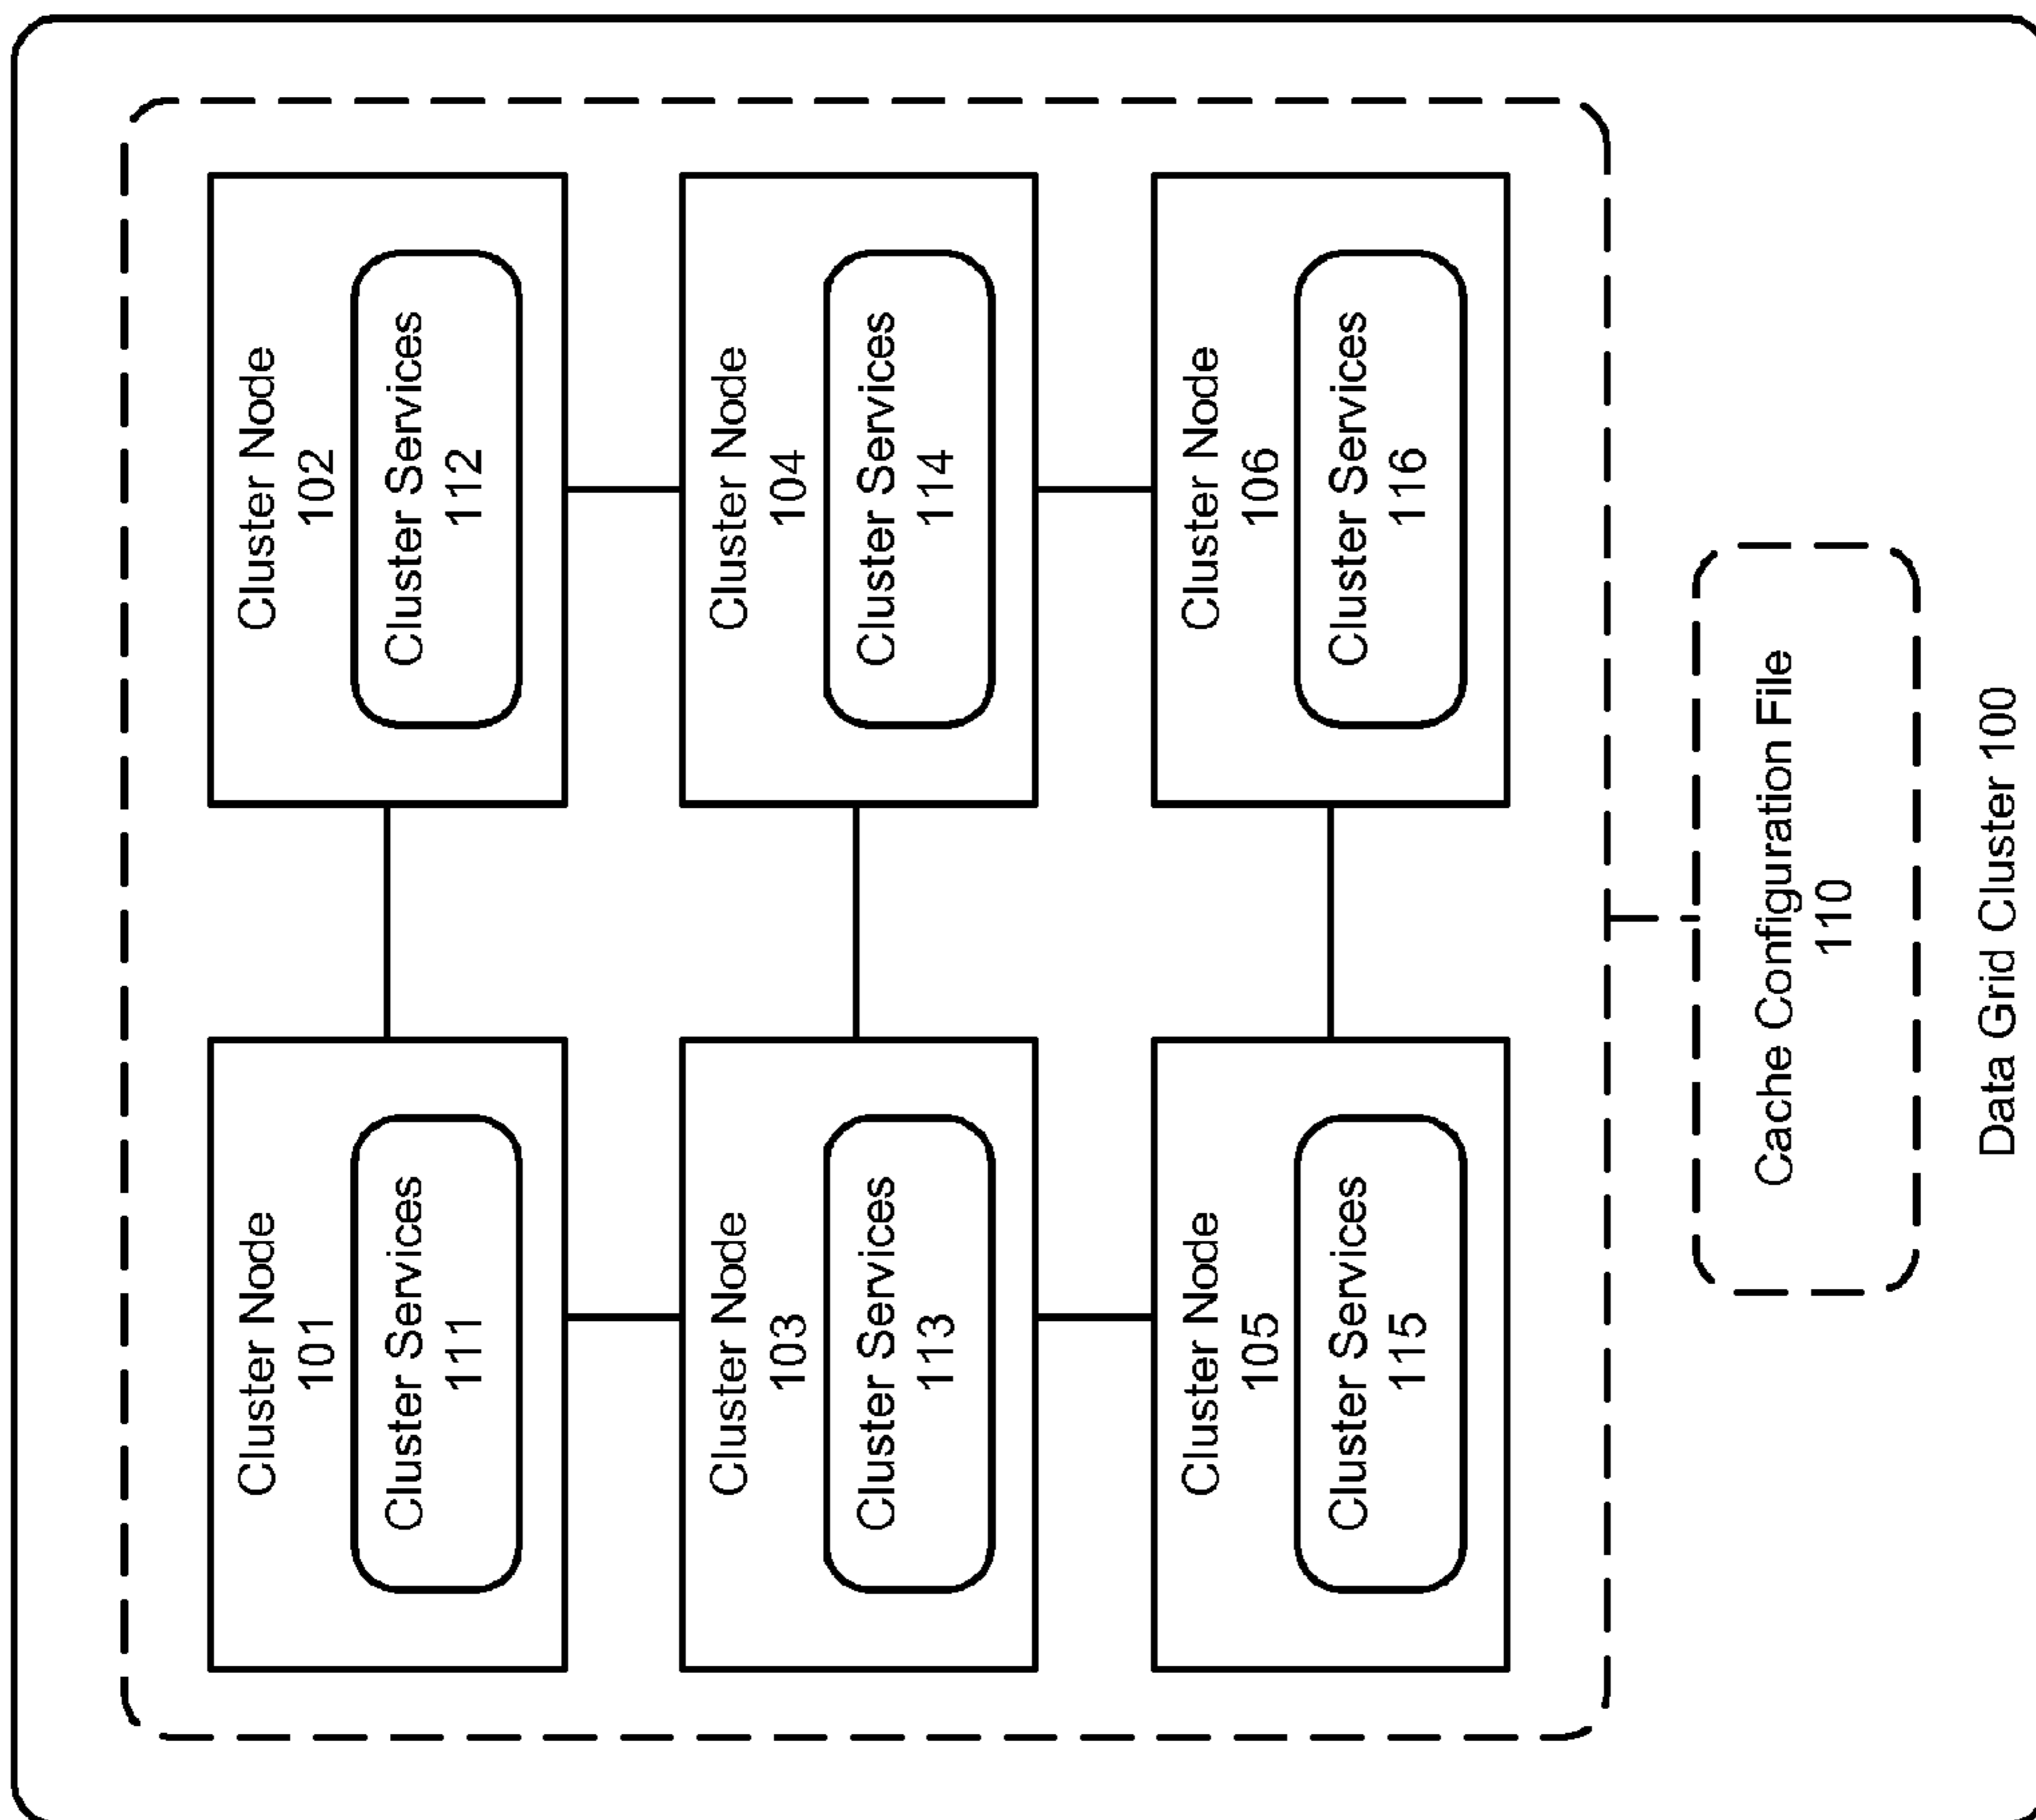 Cluster Node
101
Cluster Services
111
Cluster Node
102
Cluster Services
112
Cluster Node
103
Cluster Services
113
Cluster Node
104
Cluster Services
114
Cluster Node
105
Cluster Services
115
Cluster Node
106
Cluster Services
116
Cache Configuration File
110
Data Grid Cluster 100